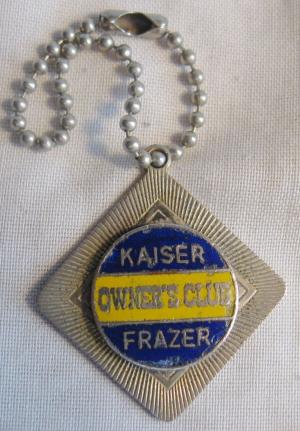 KAISER
OWNER'S CLUB
FRAZER